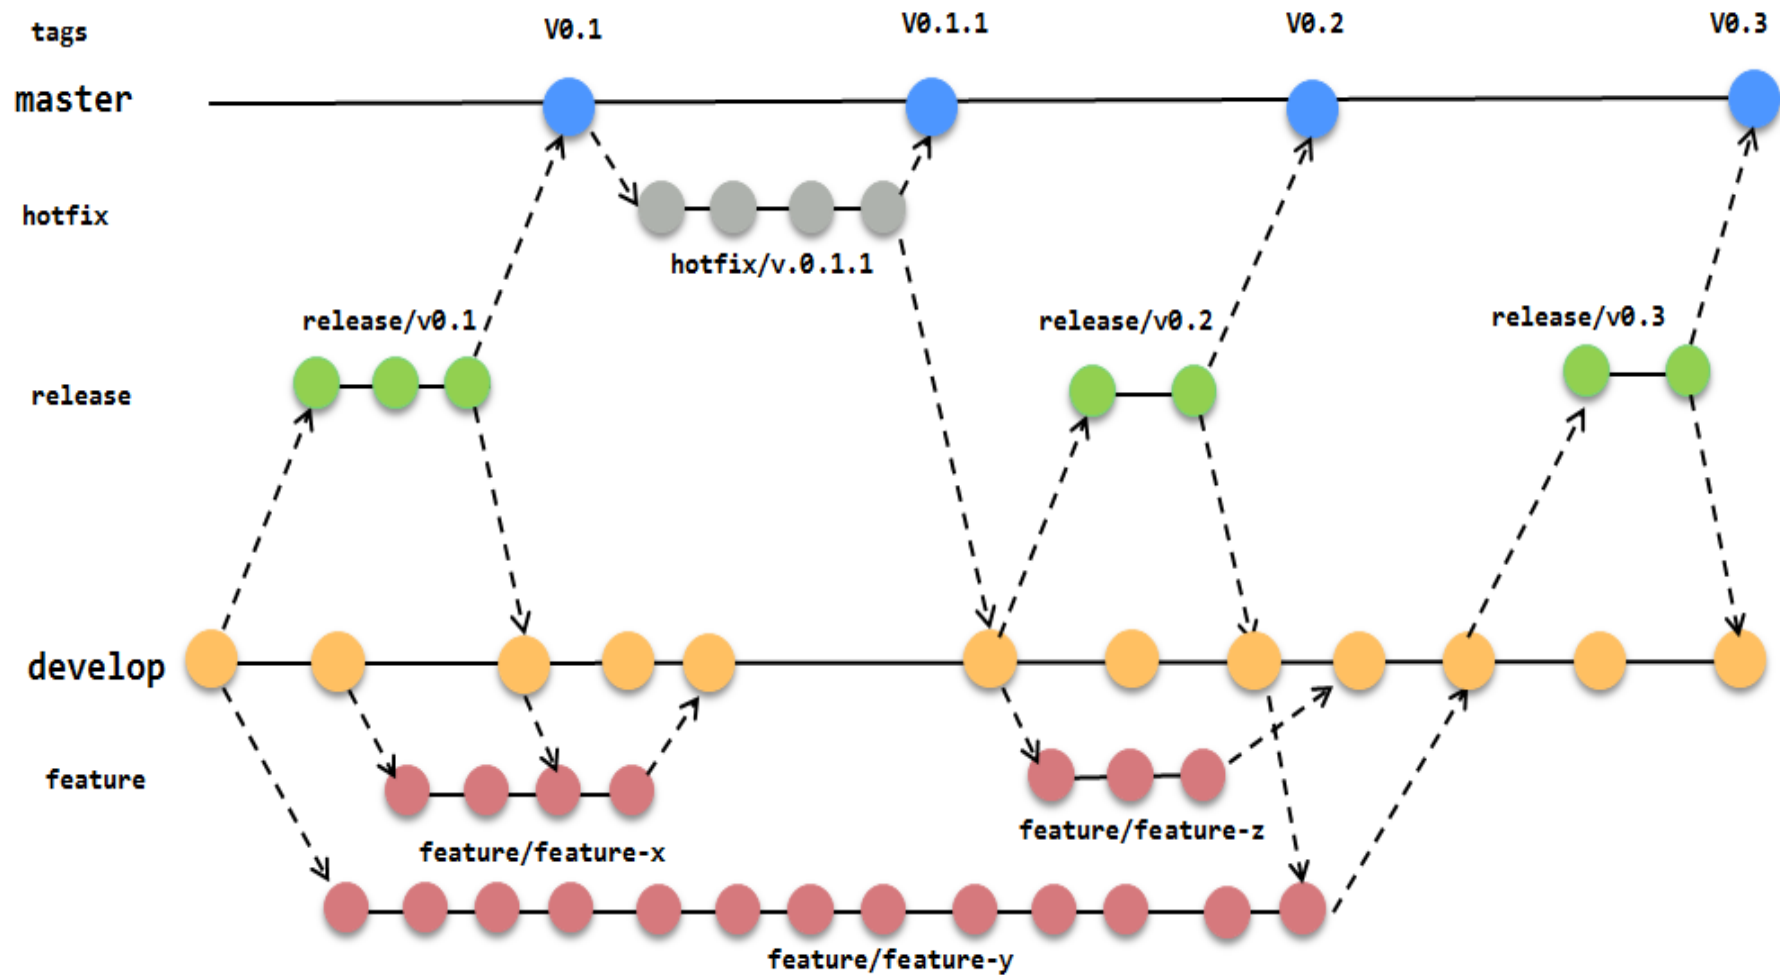 tags V0.1 V0.1.1 V0.2 V0.3
master
hotfix
hotfix/v.0.1.1
release/v0.1 release/v0.2 release/v0.3
release
develop
feature
feature/feature-x feature/feature-z
feature/feature-y